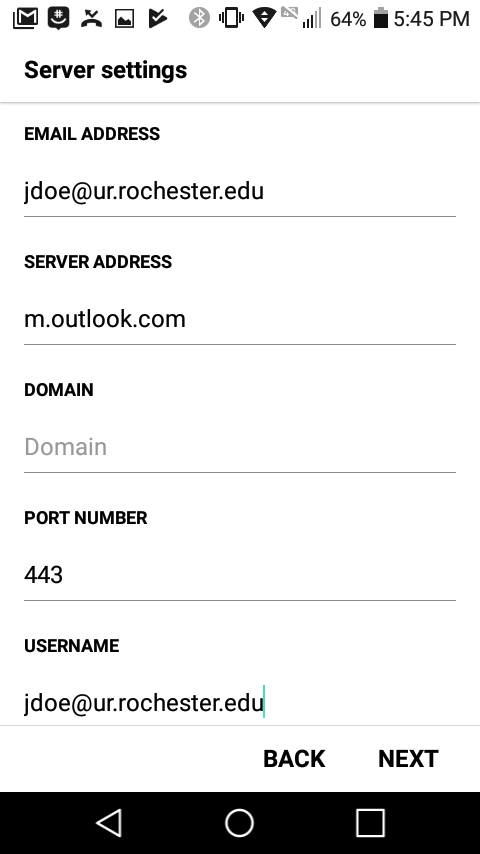 64% 5:45 PM
Server settings
EMAIL ADDRESS
jdoe@ur.rochester.edu
SERVER ADDRESS
m.outlook.com
DOMAIN
Domain
PORT NUMBER
443
USERNAME
jdoe@ur.rochester.edu
BACK NEXT